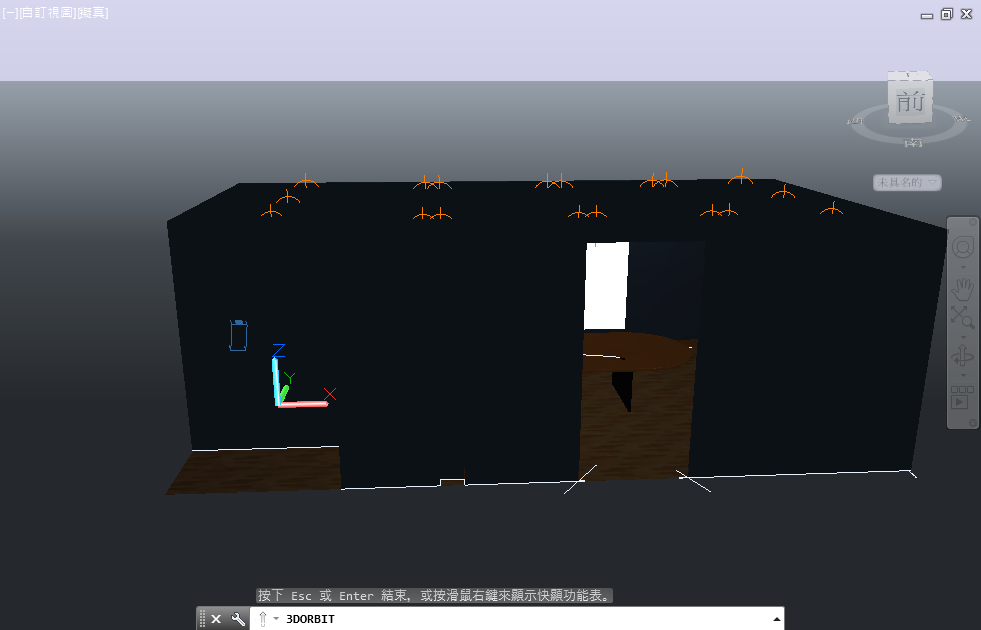 [−][自訂視圖][擬真]
前
未具名的
Z
Y
X
按下 Esc 或 Enter 結束, 或按滑鼠右鍵來顯示快顯功能表。
3DORBIT